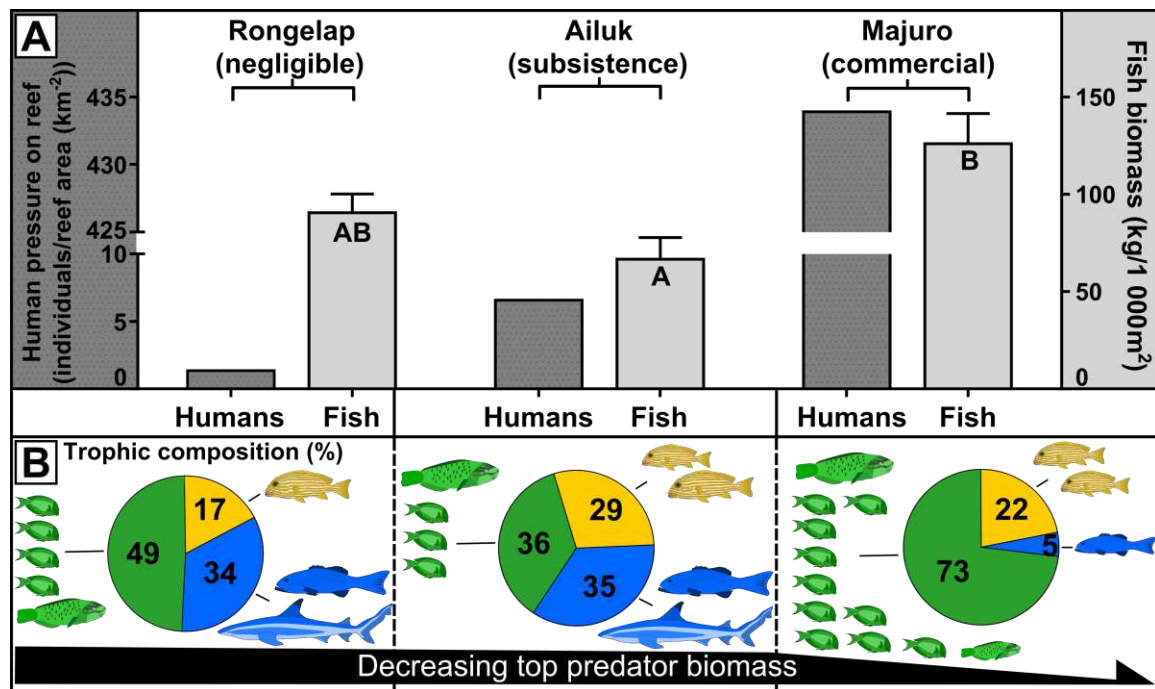 A
Rongelap
(negligible)
Ailuk
(subsistence)
Majuro
(commercial)
Human pressure on reef
(individuals/reef area (km⁻²))
435
430
425
10
5
0
AB
A
B
150
100
50
0
Fish biomass (kg/1 000m²)
Humans Fish
Humans Fish
Humans Fish
B
Trophic composition (%)
17
49
34
29
36
35
22
5
73
Decreasing top predator biomass